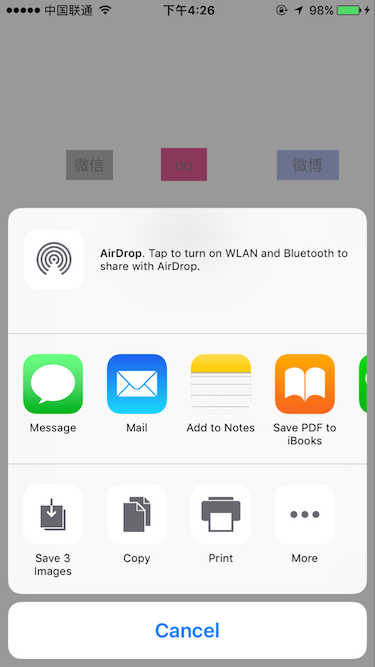 中国联通 下午4:26 98%
微信 qq 微博
AirDrop. Tap to turn on WLAN and Bluetooth to
share with AirDrop.
Message Mail Add to Notes Save PDF to
iBooks
Save 3 Copy Print More
Images
Cancel